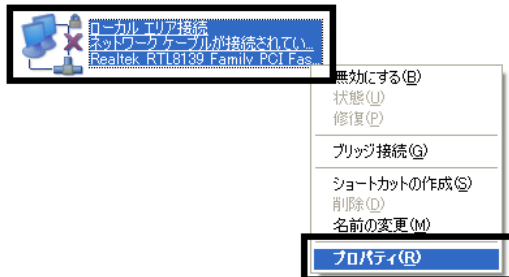 ローカル エリア接続
ネットワーク ケーブルが接続されてい...
Realtek RTL8139 Family PCI Fas...
無効にする(B)
状態(U)
修復(P)
ブリッジ接続(G)
ショートカットの作成(S)
削除(D)
名前の変更(M)
プロパティ(R)